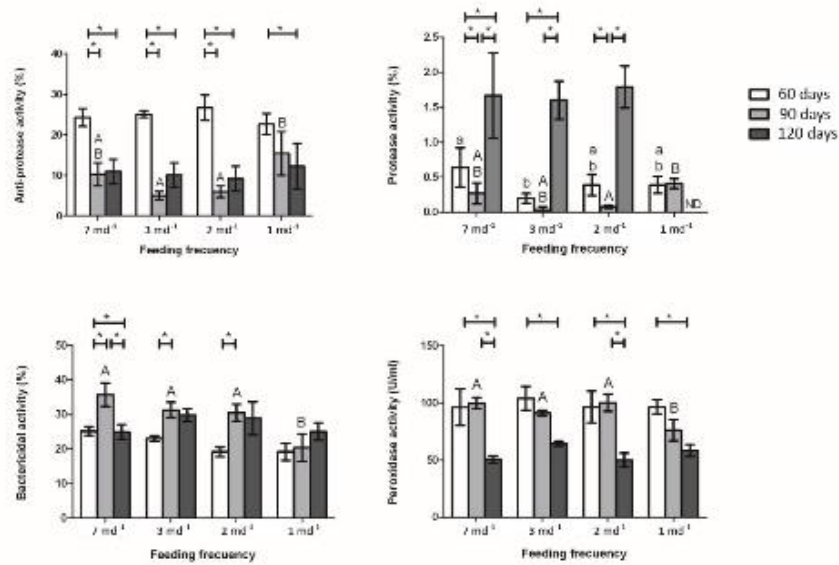 * * * *
* * *
Anti-protease activity (%)
40
30
20
10
0
A
B
A
A
B
7 md⁻¹ 3 md⁻¹ 2 md⁻¹ 1 md⁻¹
Feeding frecuency
* *
* * * * *
Protease activity (%)
2.5
2.0
1.5
1.0
0.5
0.0
a
A
B
b
A
B
a
b
A
a
b
B
ND
7 md⁻¹ 3 md⁻¹ 2 md⁻¹ 1 md⁻¹
Feeding frecuency
60 days
90 days
120 days
*
* * * *
Bactericidal activity (%)
50
40
30
20
10
0
A A A B
7 md⁻¹ 3 md⁻¹ 2 md⁻¹ 1 md⁻¹
Feeding frecuency
* * * *
* *
Peroxidase activity (U/ml)
150
100
50
0
A A A B
7 md⁻¹ 3 md⁻¹ 2 md⁻¹ 1 md⁻¹
Feeding frecuency